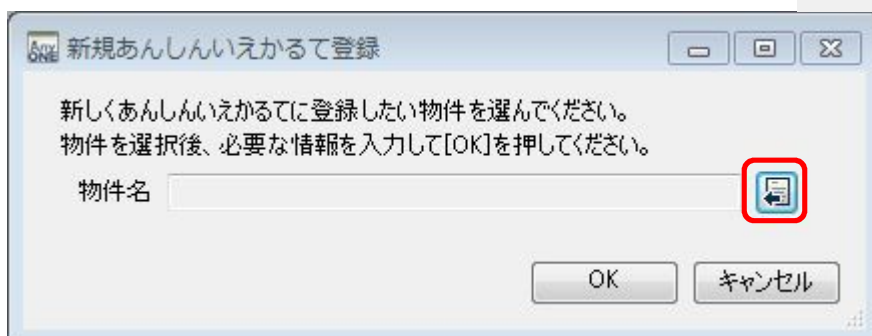 Any
ONE
新規あんしんいえかるて登録
新しくあんしんいえかるてに登録したい物件を選んでください。
物件を選択後、必要な情報を入力して[OK]を押してください。
物件名
OK
キャンセル